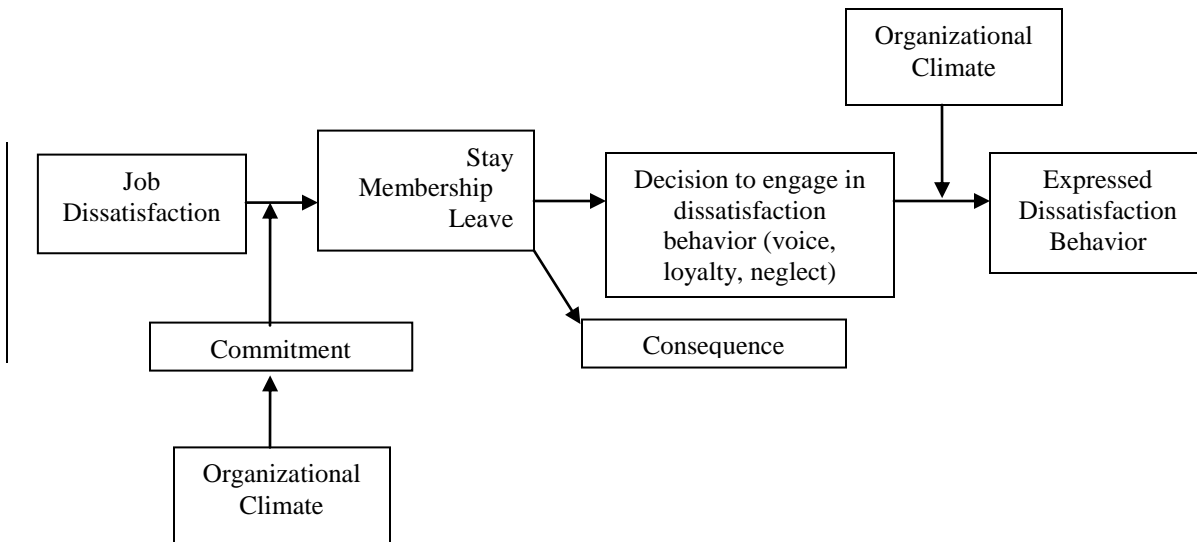 Organizational
Climate
Job
Dissatisfaction
Stay
Membership
Leave
Decision to engage in
dissatisfaction
behavior (voice,
loyalty, neglect)
Expressed
Dissatisfaction
Behavior
Commitment
Consequence
Organizational
Climate